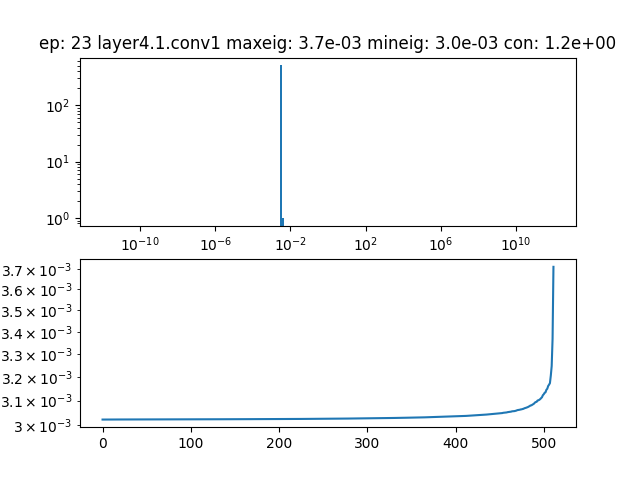 ep: 23 layer4.1.conv1 maxeig: 3.7e-03 mineig: 3.0e-03 con: 1.2e+00
10²
10¹
10⁰
10⁻¹⁰ 10⁻⁶ 10⁻² 10² 10⁶ 10¹⁰
3.7 × 10⁻³
3.6 × 10⁻³
3.5 × 10⁻³
3.4 × 10⁻³
3.3 × 10⁻³
3.2 × 10⁻³
3.1 × 10⁻³
3 × 10⁻³
0 100 200 300 400 500